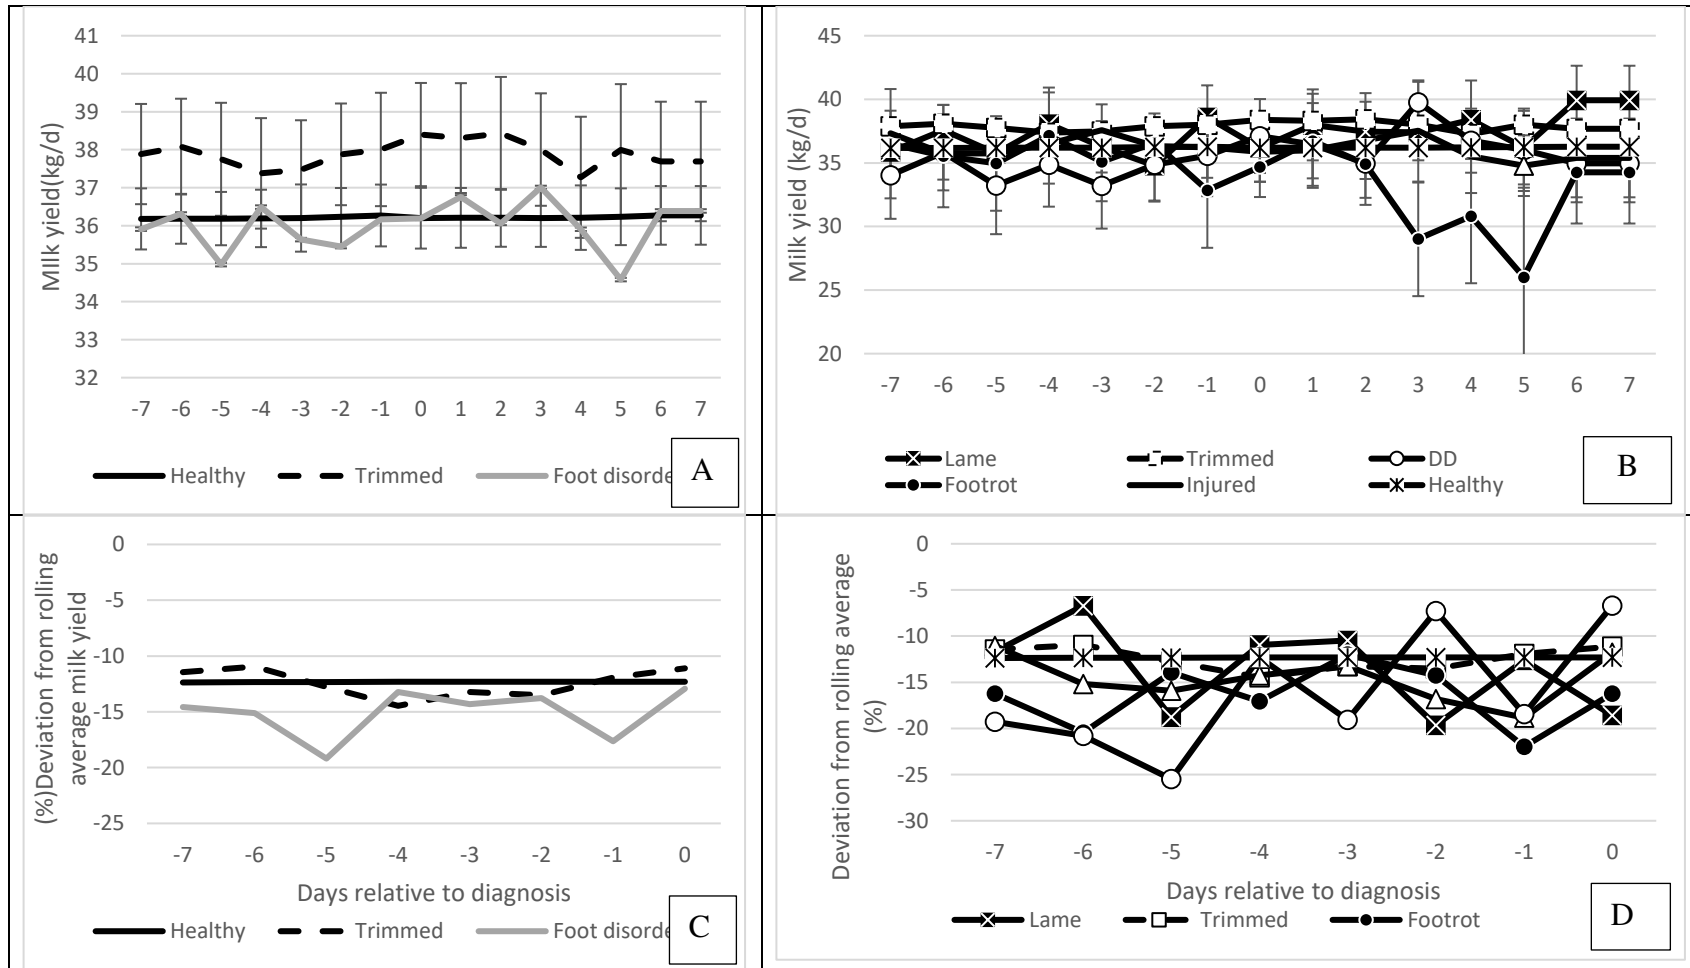 MIlk yield(kg/d)
41
40
39
38
37
36
35
34
33
32
-7 -6 -5 -4 -3 -2 -1 0 1 2 3 4 5 6 7
Healthy Trimmed Foot disorde
A
Milk yield (kg/d)
45
40
35
30
25
20
-7 -6 -5 -4 -3 -2 -1 0 1 2 3 4 5 6 7
Lame Trimmed DD
Footrot Injured Healthy
B
(%)Deviation from rolling
average milk yield
0
-5
-10
-15
-20
-25
-7 -6 -5 -4 -3 -2 -1 0
Days relative to diagnosis
Healthy Trimmed Foot disorde
C
Deviation from rolling average
(%)
0
-5
-10
-15
-20
-25
-30
-7 -6 -5 -4 -3 -2 -1 0
Days relative to diagnosis
Lame Trimmed Footrot
D